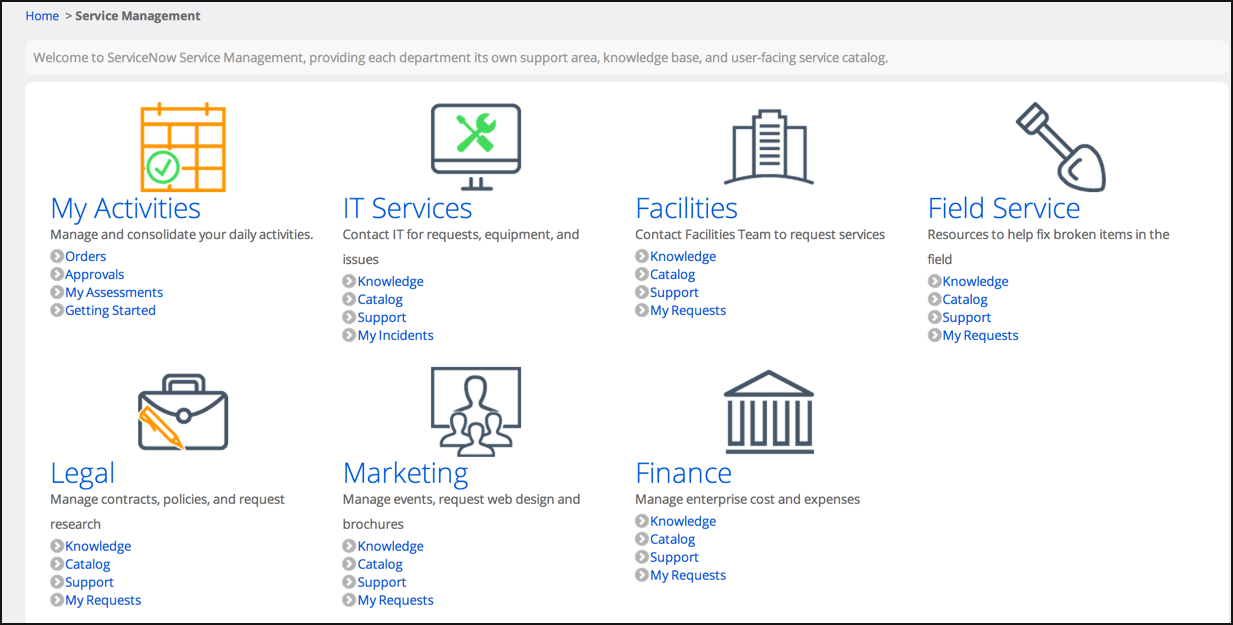 Home > Service Management
Welcome to ServiceNow Service Management, providing each department its own support area, knowledge base, and user-facing service catalog.
My Activities
Manage and consolidate your daily activities.
Orders
Approvals
My Assessments
Getting Started
IT Services
Contact IT for requests, equipment, and
issues
Knowledge
Catalog
Support
My Incidents
Facilities
Contact Facilities Team to request services
Knowledge
Catalog
Support
My Requests
Field Service
Resources to help fix broken items in the
field
Knowledge
Catalog
Support
My Requests
Legal
Manage contracts, policies, and request
research
Knowledge
Catalog
Support
My Requests
Marketing
Manage events, request web design and
brochures
Knowledge
Catalog
Support
My Requests
Finance
Manage enterprise cost and expenses
Knowledge
Catalog
Support
My Requests